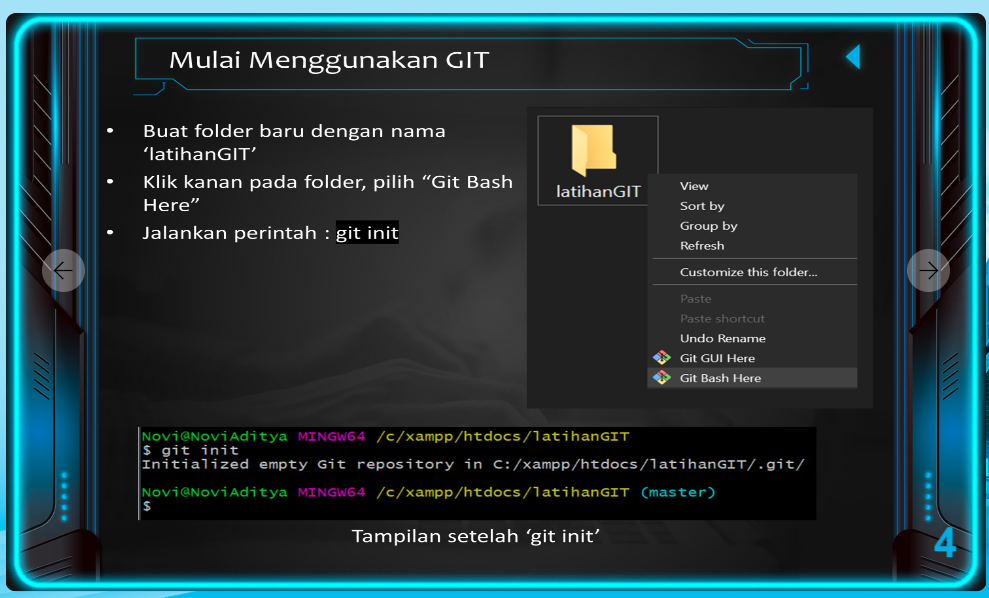 Mulai Menggunakan GIT
• Buat folder baru dengan nama
‘latihanGIT’
• Klik kanan pada folder, pilih “Git Bash
Here”
• Jalankan perintah : git init
latihanGIT
View
Sort by
Group by
Refresh
Customize this folder...
Paste
Paste shortcut
Undo Rename
Git GUI Here
Git Bash Here
Novi@NoviAditya MINGW64 /c/xampp/htdocs/latihanGIT
$ git init
Initialized empty Git repository in C:/xampp/htdocs/latihanGIT/.git/
Novi@NoviAditya MINGW64 /c/xampp/htdocs/latihanGIT (master)
$
Tampilan setelah ‘git init’
4